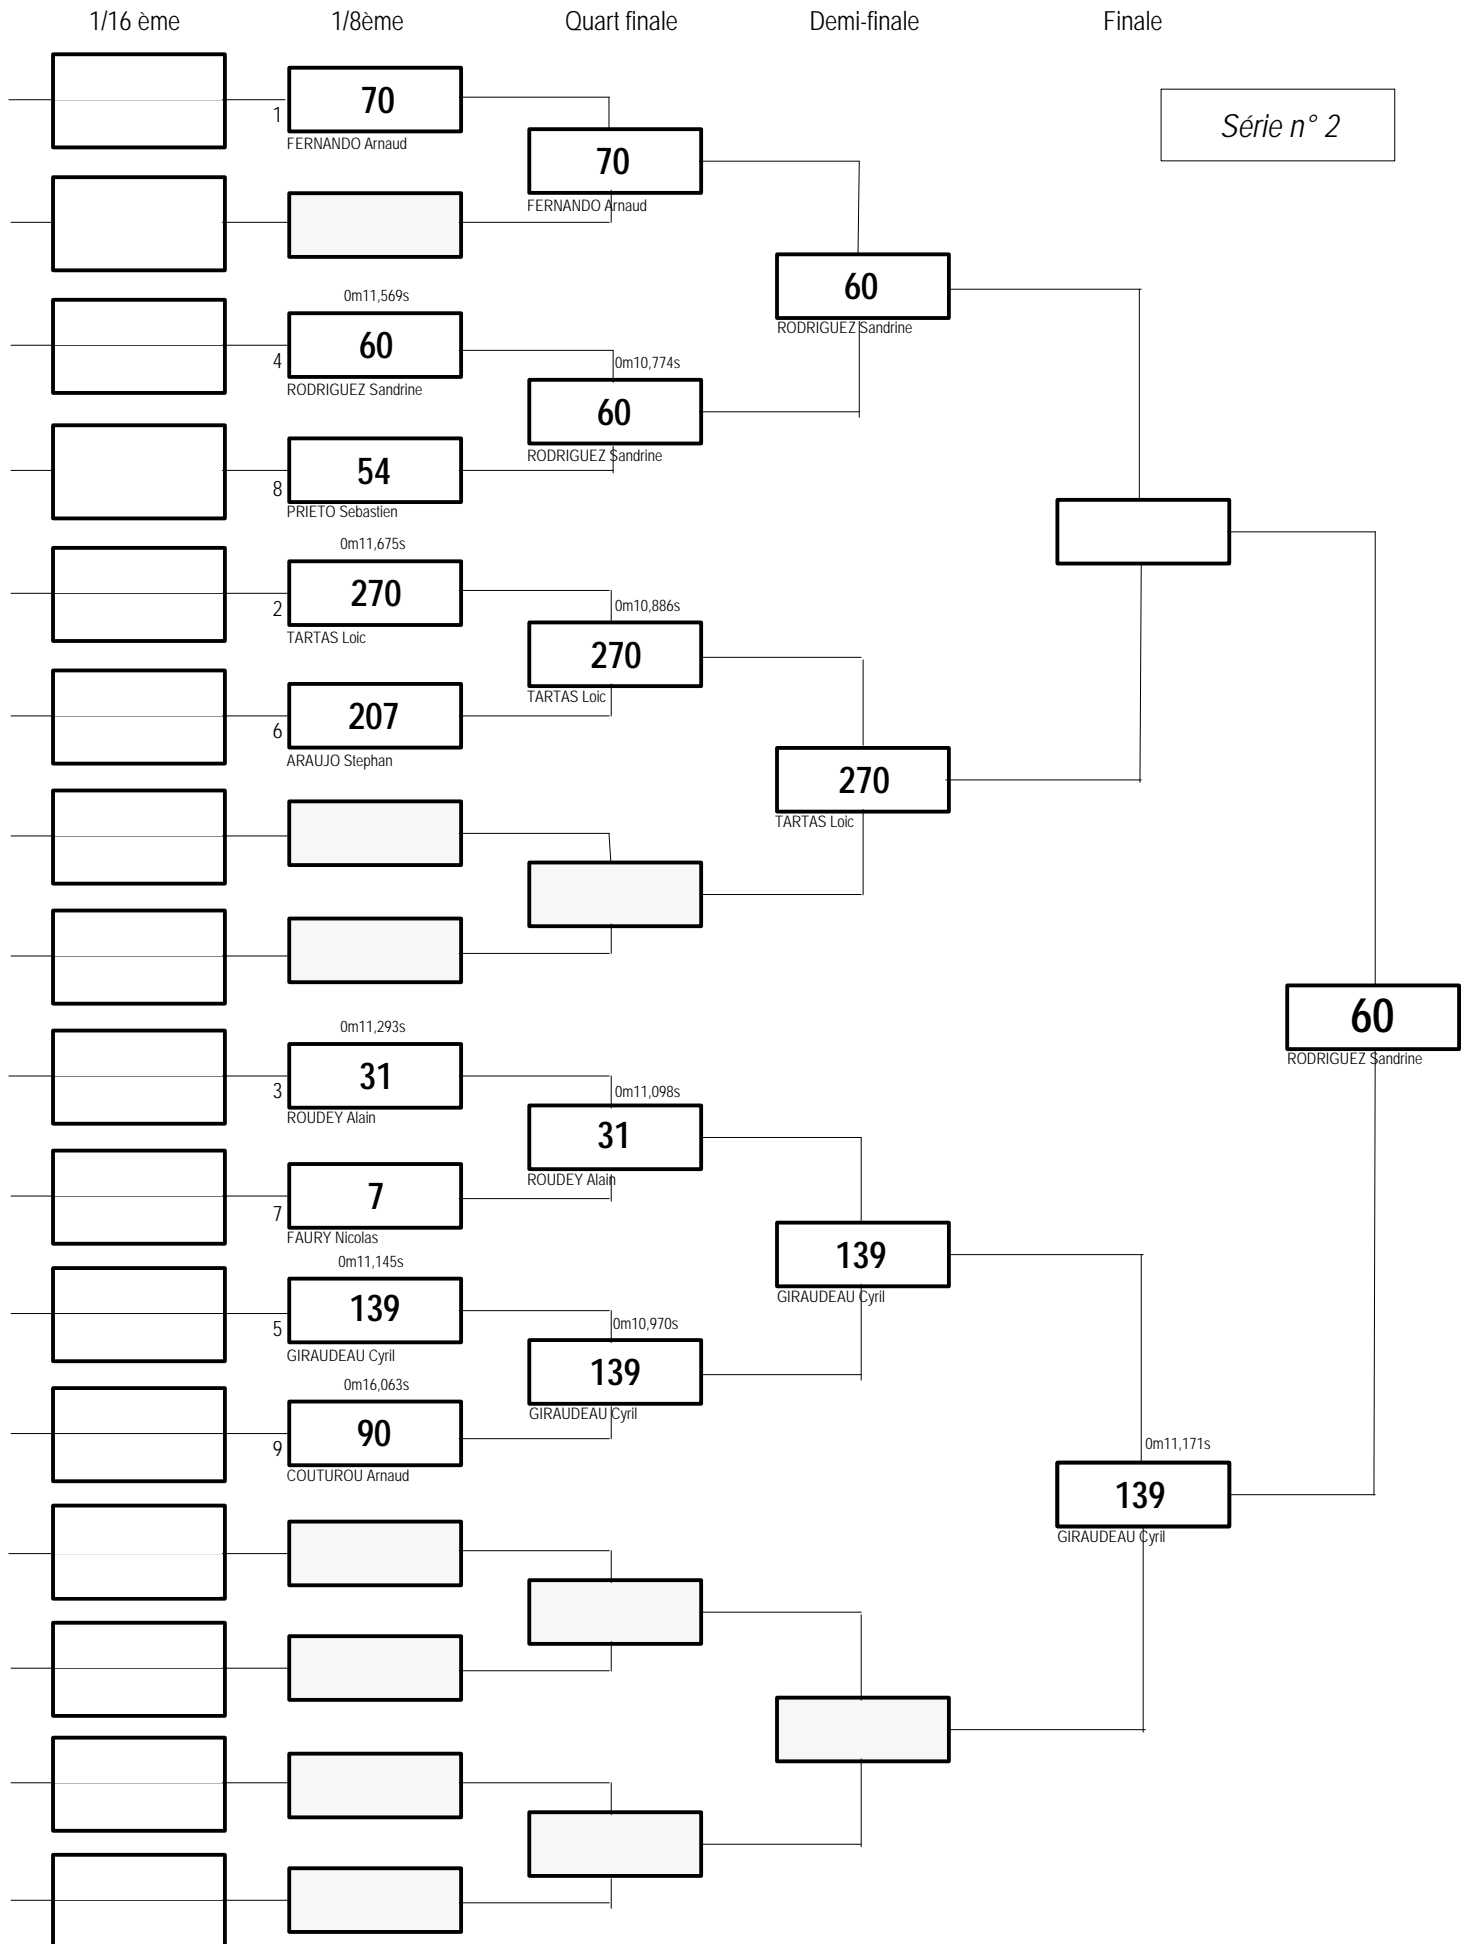 1/16 ème 1/8ème Quart finale Demi-finale Finale
Série n° 2
1 70
FERNANDO Arnaud
70
FERNANDO Arnaud
60
RODRIGUEZ Sandrine
0m11,569s
4 60
RODRIGUEZ Sandrine
0m10,774s
60
RODRIGUEZ Sandrine
8 54
PRIETO Sebastien
0m11,675s
2 270
TARTAS Loic
0m10,886s
270
TARTAS Loic
6 207
ARAUJO Stephan
270
TARTAS Loic
60
RODRIGUEZ Sandrine
0m11,293s
3 31
ROUDEY Alain
0m11,098s
31
ROUDEY Alain
7 7
FAURY Nicolas
139
GIRAUDEAU Cyril
0m11,145s
5 139
GIRAUDEAU Cyril
0m10,970s
139
GIRAUDEAU Cyril
0m16,063s
9 90
COUTUROU Arnaud
0m11,171s
139
GIRAUDEAU Cyril